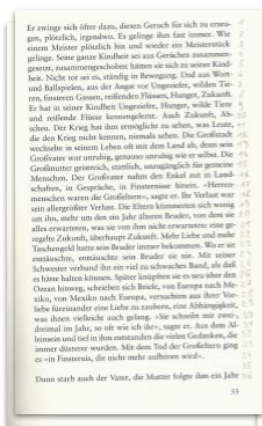 Er zwinge sich öfter dazu, diesen Geruch für sich zu erzeu-
gen, plötzlich, irgendwo. Es gelinge ihm fast immer. Wie
einem Meister plötzlich hin und wieder ein Meisterstück
gelinge. Seine ganze Kindheit sei aus Gerüchen zusammen-
gesetzt, zusammengeschoben hätten sie sich zu seiner Kind-
heit. Nicht tot sei es, ständig in Bewegung. Und aus Wort-
und Ballspielen, aus der Angst vor Ungeziefer, wilden Tie-
ren, finsteren Gassen, reißenden Flüssen, Hunger, Zukunft.
Er hat in seiner Kindheit Ungeziefer, Hunger, wilde Tiere
und reißende Flüsse kennengelernt. Auch Zukunft,
schen. Der Krieg hat ihm ermöglicht zu sehen, was Leute,
die den Krieg nicht kennen, niemals sehen. Die Großstadt
wechselte in seinem Leben oft mit dem Land ab, denn sein
Großvater war unruhig, genauso unruhig wie er selbst. Die
Großmutter geistreich, stattlich, unzugänglich für gemeine
Menschen. Der Großvater nahm den Enkel mit in Land-
schaften, in Gespräche, in Finsternisse hinein. »Herren-
menschen waren die Großeltern«, sagte er. Ihr Verlust war
sein allergrößter Verlust. Die Eltern kümmerten sich wenig
um ihn, mehr um den ein Jahr älteren Bruder, von dem sie
alles erwarteten, was sie von ihm nicht erwarteten: eine ge-
regelte Zukunft, überhaupt Zukunft. Mehr Liebe und mehr
Taschengeld hatte sein Bruder immer bekommen. Wo er sie
enttäuschte, enttäuschte sein Bruder sie nie. Mit seiner
Schwester verband ihn ein viel zu schwaches Band, als daß
es hätte halten können. Später knüpften sie es neu über den
Ozean hinweg, schrieben sich Briefe, von Europa nach Me-
xiko, von Mexiko nach Europa, versuchten aus ihrer Vor-
liebe füreinander eine Liebe zu zaubern, eine Abhängigkeit,
was ihnen vielleicht auch gelang. »Sie schreibt mir zwei-,
dreimal im Jahr, so oft wie ich ihr«, sagte er. Aus dem Al-
leinsein und tief in ihm entstanden die vielen Gedanken, die
immer düsterer wurden. Mit dem Tod der Großeltern ging
es »in Finsternis, die nicht mehr aufhören wird«.
Dann starb auch der Vater, die Mutter folgte ihm ein Jahr
33